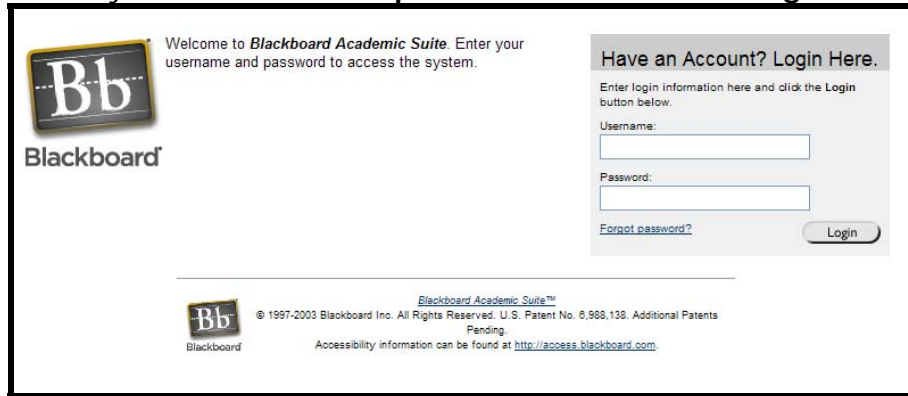 Bb
Blackboard
Welcome to Blackboard Academic Suite. Enter your
username and password to access the system.
Have an Account? Login Here.
Enter login information here and click the Login
button below.
Username:
Password:
Forgot password?
Login
Bb
Blackboard
Blackboard Academic Suite™
© 1997-2003 Blackboard Inc. All Rights Reserved. U.S. Patent No. 6,988,138. Additional Patents
Pending.
Accessibility information can be found at http://access.blackboard.com.